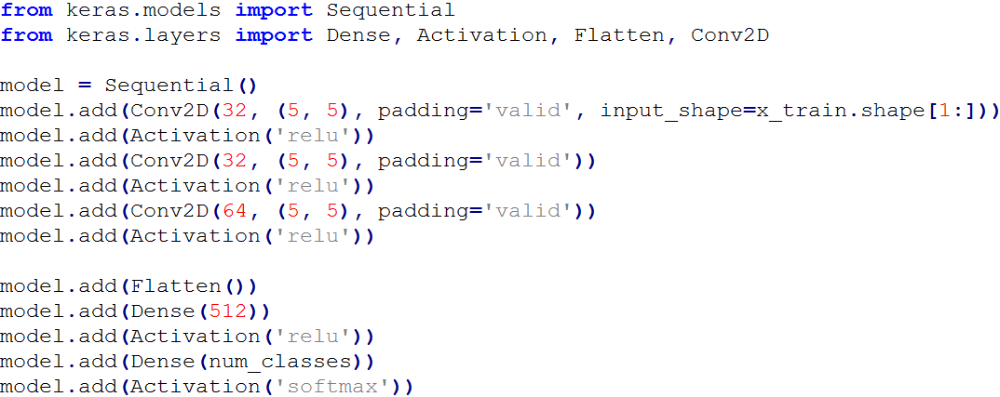 from keras.models import Sequential
from keras.layers import Dense, Activation, Flatten, Conv2D
model = Sequential()
model.add(Conv2D(32, (5, 5), padding='valid', input_shape=x_train.shape[1:]))
model.add(Activation('relu'))
model.add(Conv2D(32, (5, 5), padding='valid'))
model.add(Activation('relu'))
model.add(Conv2D(64, (5, 5), padding='valid'))
model.add(Activation('relu'))
model.add(Flatten())
model.add(Dense(512))
model.add(Activation('relu'))
model.add(Dense(num_classes))
model.add(Activation('softmax'))